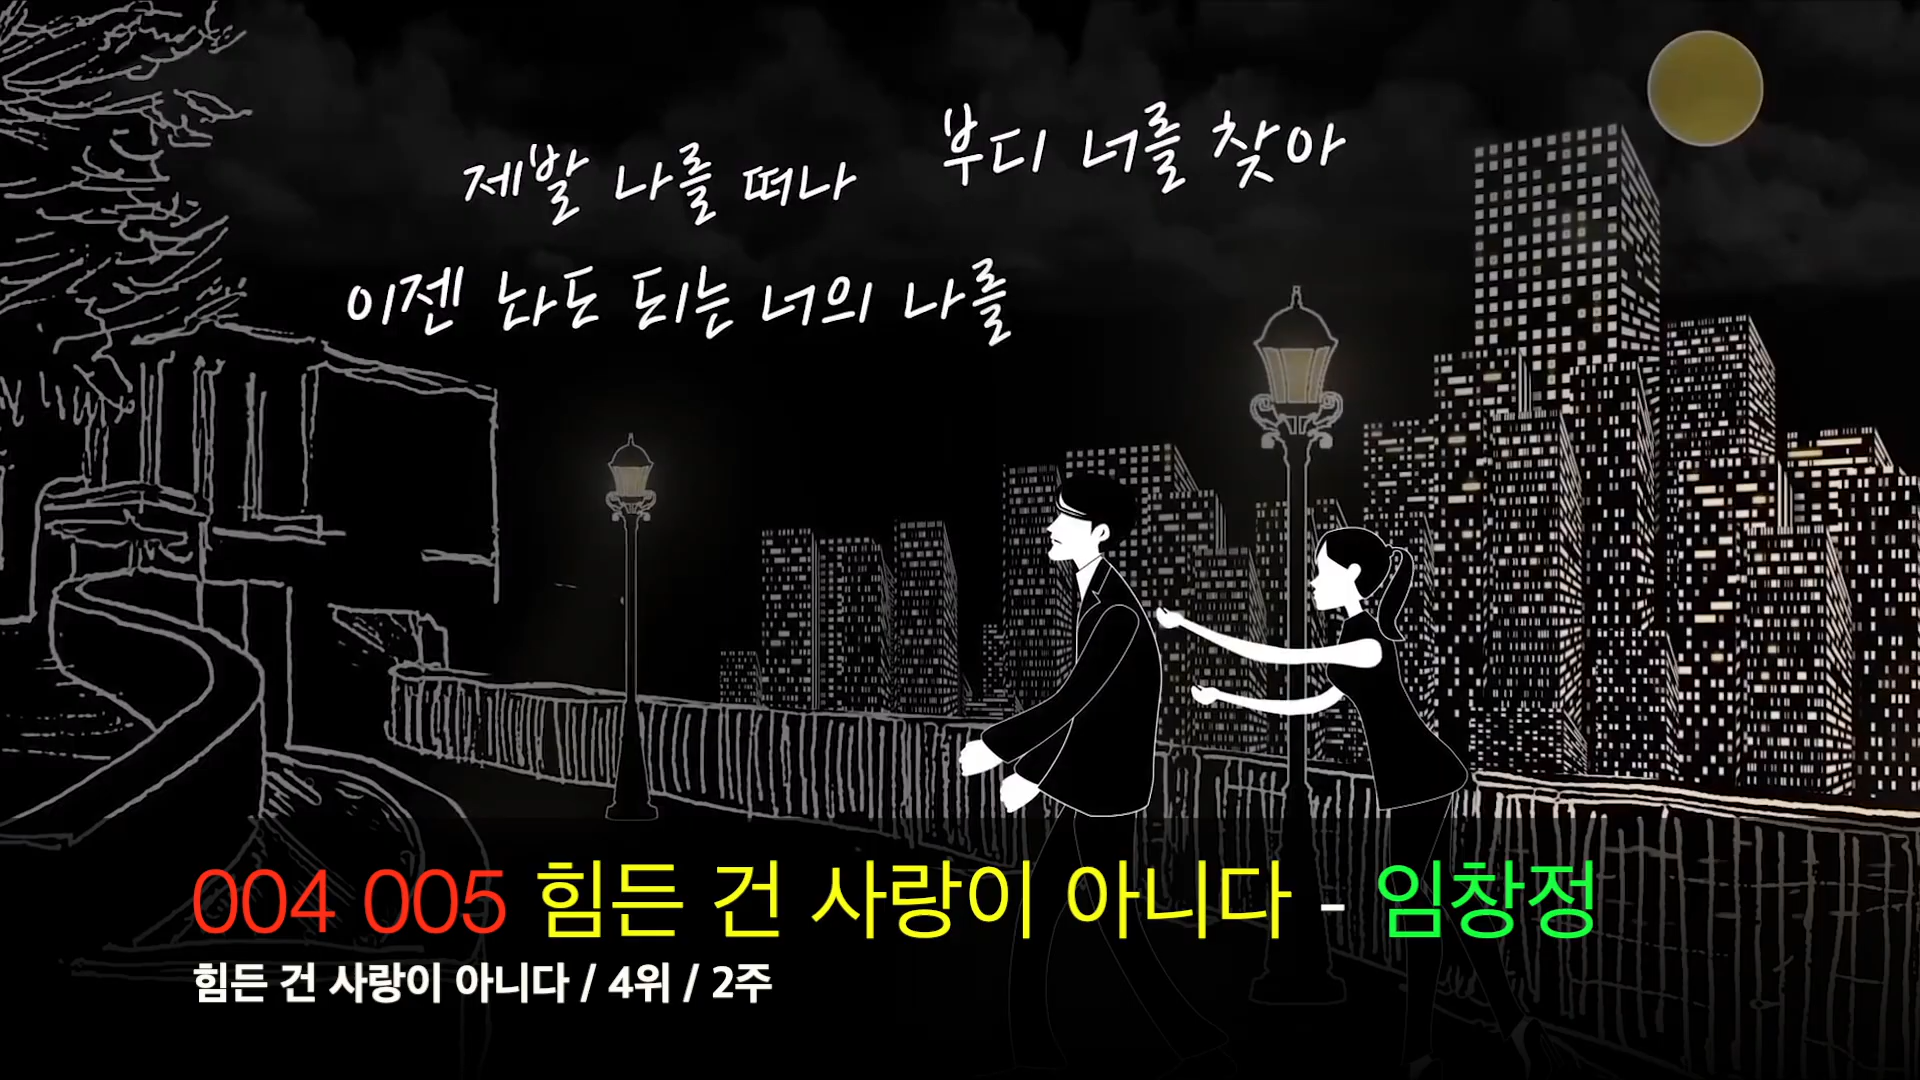 제발 나를 떠나 부디 너를 찾아
이젠 놔도 되는 너의 나를
004 005 힘든 건 사랑이 아니다 - 임창정
힘든 건 사랑이 아니다 / 4위 / 2주